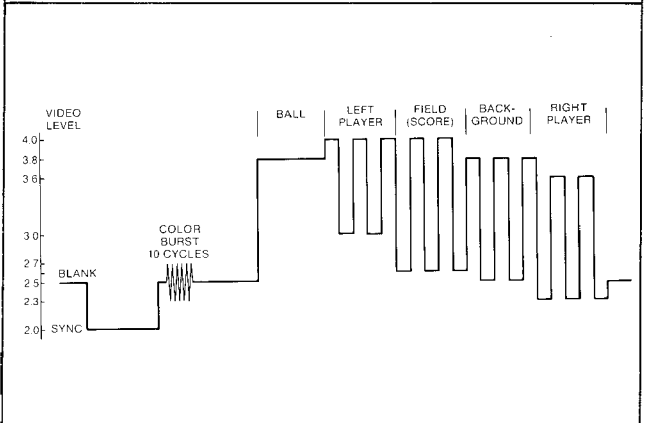 VIDEO
LEVEL
BALL
LEFT
PLAYER
FIELD
(SCORE)
BACK-
GROUND
RIGHT
PLAYER
4.0
3.8
3.6
3.0
2.7
2.5
2.3
2.0
COLOR
BURST
10 CYCLES
BLANK
SYNC